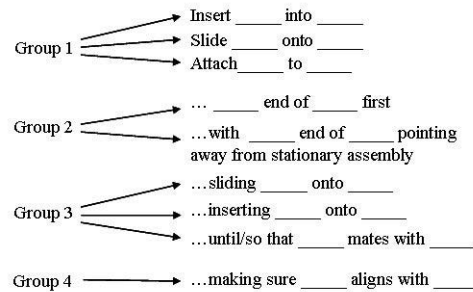 Group 1
Insert _____ into _____
Slide _____ onto _____
Attach_____ to _____
Group 2
… _____ end of _____ first
…with _____ end of _____ pointing
away from stationary assembly
Group 3
…sliding _____ onto _____
…inserting _____ onto _____
…until/so that _____ mates with _____
Group 4
…making sure _____ aligns with _____